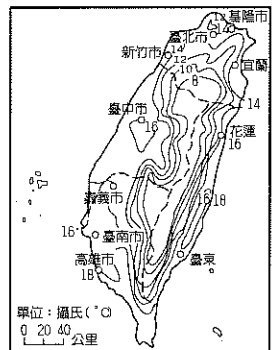 12
基隆市
14
臺北市
14
新竹市
12
10
8
宜蘭
14
臺中市
16
花蓮
16
嘉義市
16
18
16
臺南市
高雄市
18
臺東
單位：攝氏(℃)
0 20 40
公里